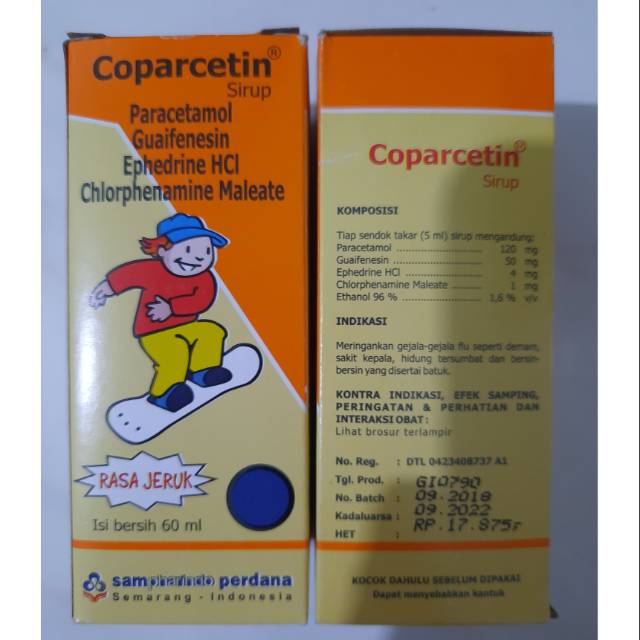 Coparcetin®
Sirup
Paracetamol
Guaifenesin
Ephedrine HCl
Chlorphenamine Maleate
RASA JERUK
Isi bersih 60 ml
sampharindo perdana
Semarang - Indonesia
Coparcetin®
Sirup
KOMPOSISI
Tiap sendok takar (5 ml) sirup mengandung:
Paracetamol ........................ 120 mg
Guaifenesin ........................ 50 mg
Ephedrine HCl ..................... 4 mg
Chlorphenamine Maleate ........ 1 mg
Ethanol 96 % ...................... 1,6 % v/v
INDIKASI
Meringankan gejala-gejala flu seperti demam,
sakit kepala, hidung tersumbat dan bersin-
bersin yang disertai batuk.
KONTRA INDIKASI, EFEK SAMPING,
PERINGATAN & PERHATIAN DAN
INTERAKSI OBAT :
Lihat brosur terlampir
No. Reg. : DTL 0423408737 A1
Tgl. Prod. : GI0790
No. Batch : 09.2018
Kadaluarsa : 09.2022
HET : RP.17.875,-
KOCOK DAHULU SEBELUM DIPAKAI
Dapat menyebabkan kantuk